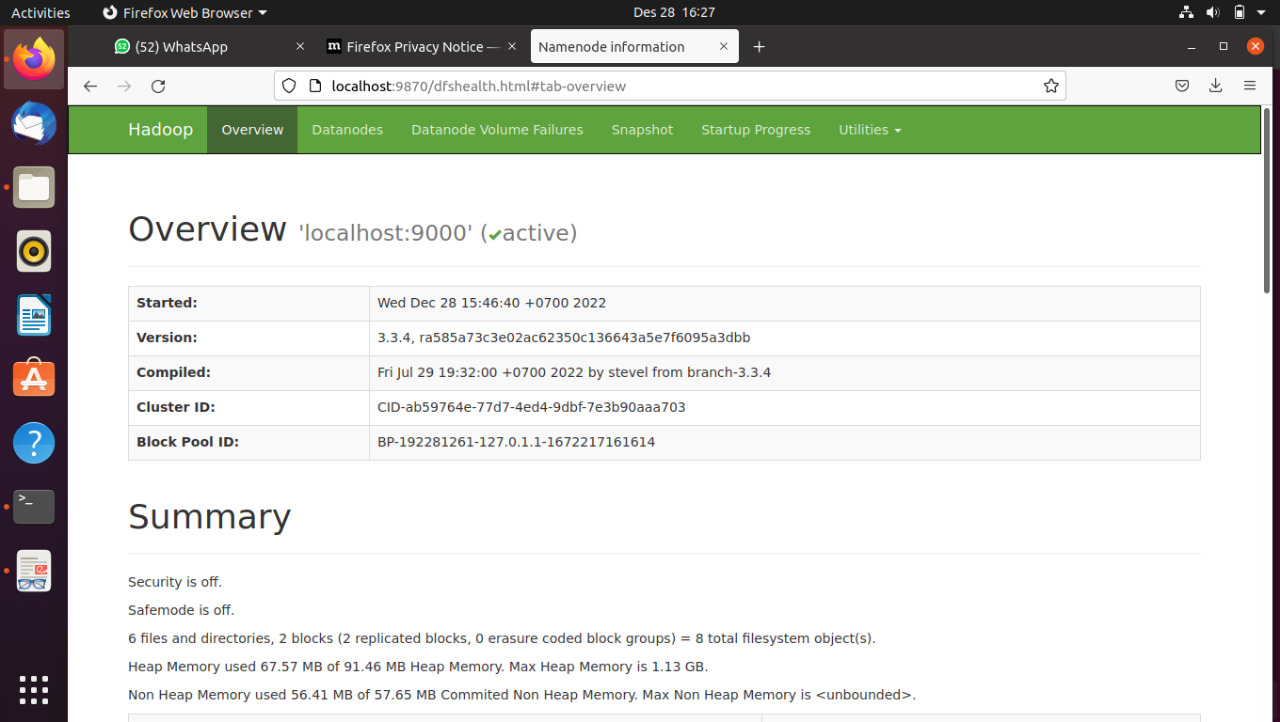 Activities Firefox Web Browser Des 28 16:27
(52) WhatsApp Firefox Privacy Notice — Namenode information
localhost:9870/dfshealth.html#tab-overview
Hadoop Overview Datanodes Datanode Volume Failures Snapshot Startup Progress Utilities
Overview 'localhost:9000' (✔active)
Started: Wed Dec 28 15:46:40 +0700 2022
Version: 3.3.4, ra585a73c3e02ac62350c136643a5e7f6095a3dbb
Compiled: Fri Jul 29 19:32:00 +0700 2022 by stevel from branch-3.3.4
Cluster ID: CID-ab59764e-77d7-4ed4-9dbf-7e3b90aaa703
Block Pool ID: BP-192281261-127.0.1.1-1672217161614
Summary
Security is off.
Safemode is off.
6 files and directories, 2 blocks (2 replicated blocks, 0 erasure coded block groups) = 8 total filesystem object(s).
Heap Memory used 67.57 MB of 91.46 MB Heap Memory. Max Heap Memory is 1.13 GB.
Non Heap Memory used 56.41 MB of 57.65 MB Commited Non Heap Memory. Max Non Heap Memory is <unbounded>.